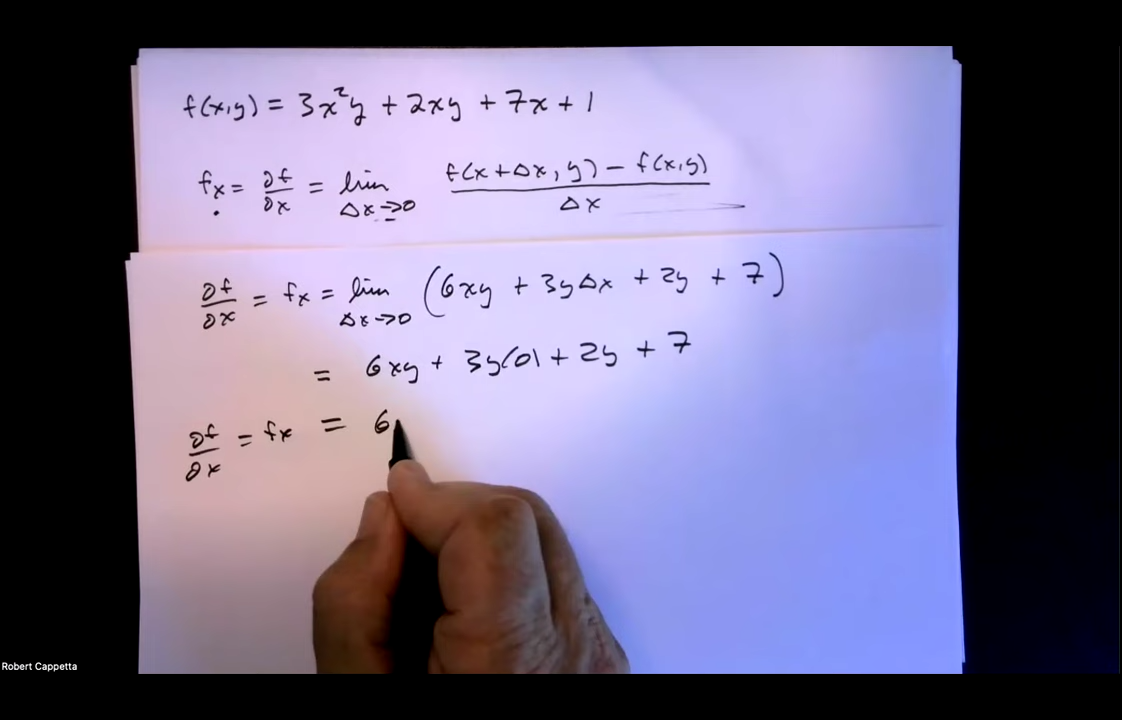 f(x,y) = 3x²y + 2xy + 7x + 1
fx = ∂f/∂x = lim Δx→0 (f(x+Δx, y) − f(x,y))/Δx
∂f/∂x = fx = lim Δx→0 (6xy + 3yΔx + 2y + 7)
= 6xy + 3y(0) + 2y + 7
∂f/∂x = fx = 6
Robert Cappetta